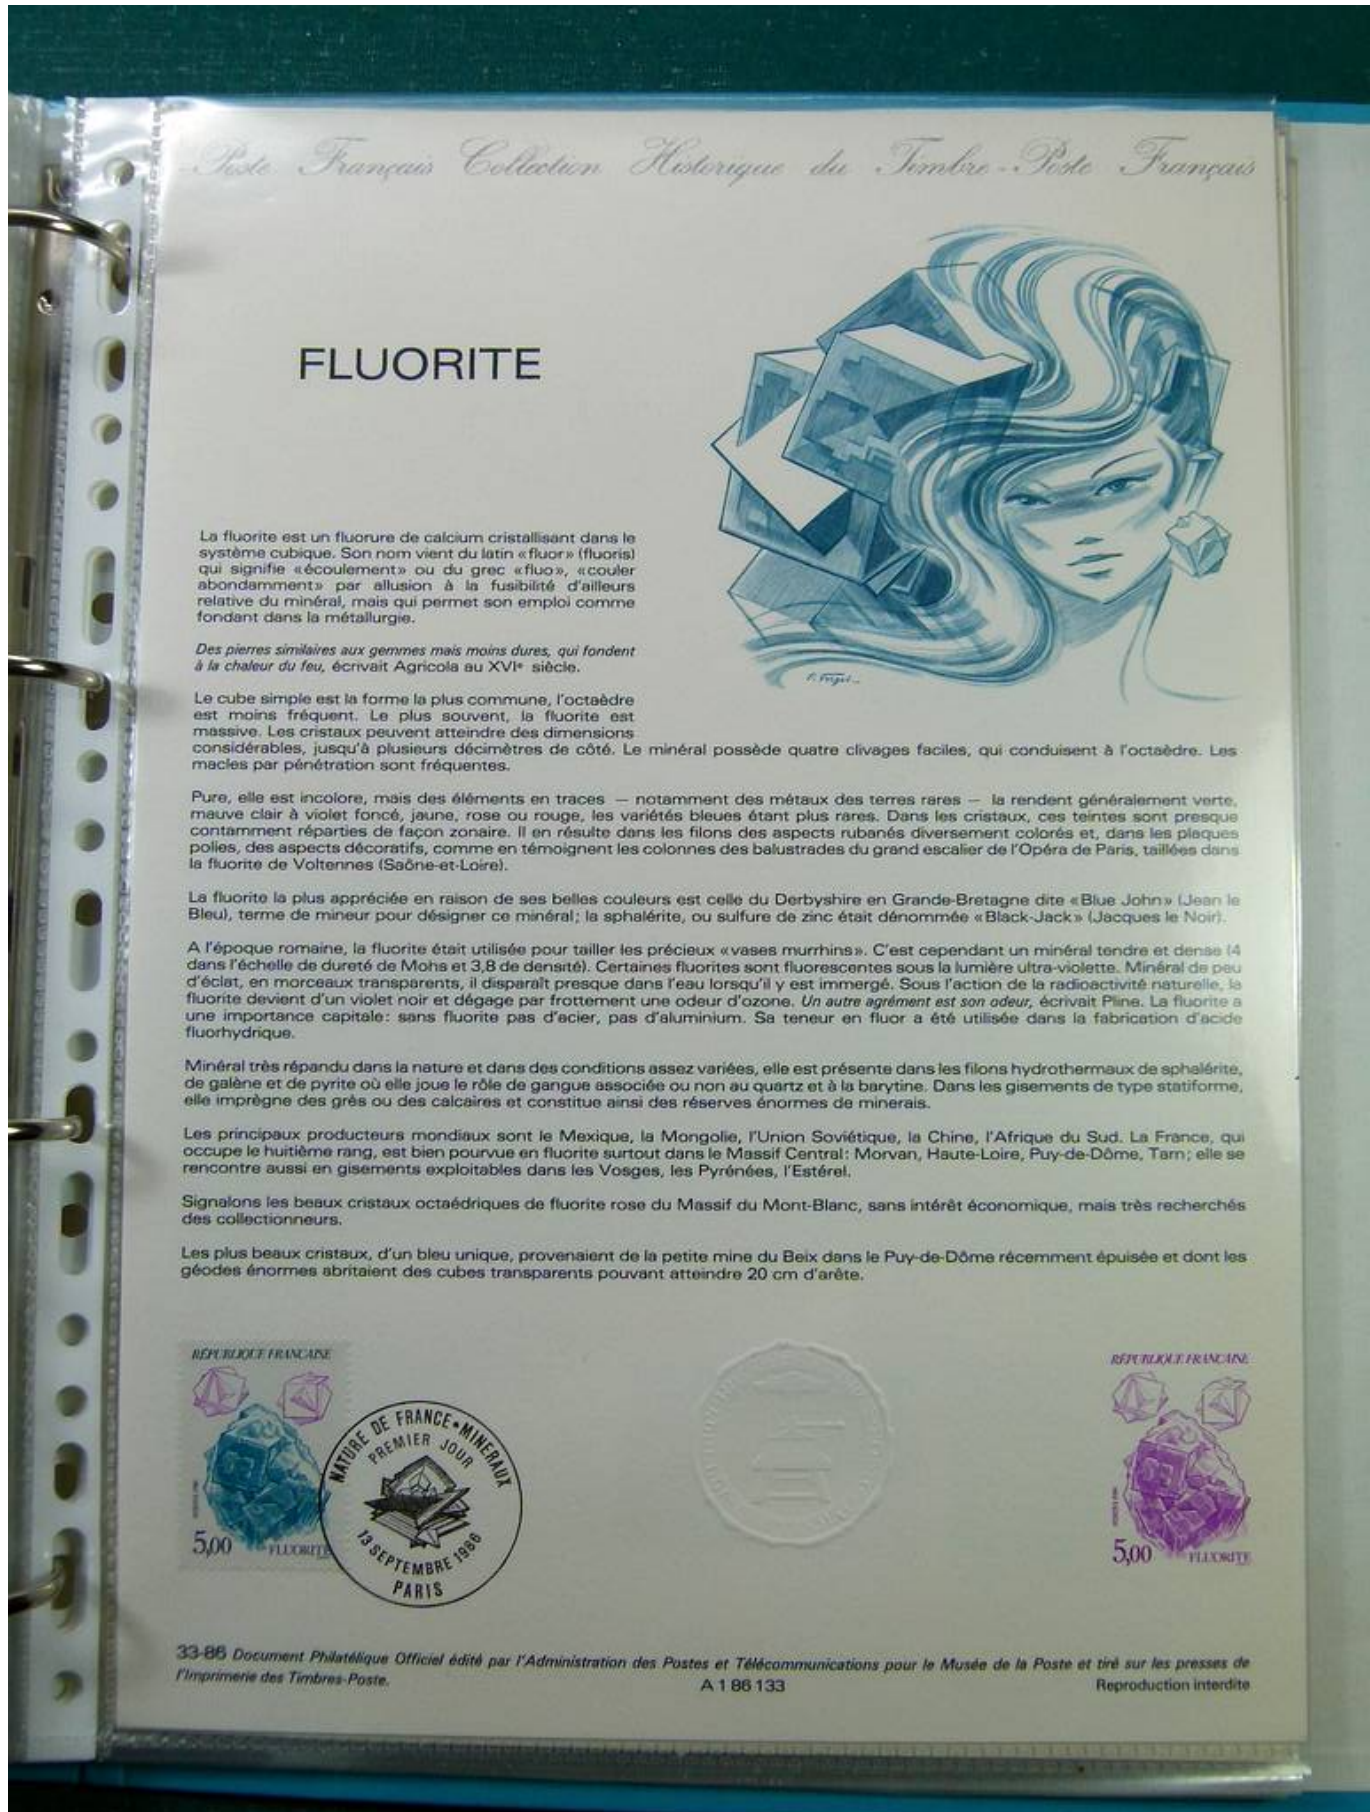 -Poste Français Collection Historique du Timbre-Poste Français
FLUORITE
La fluorite est un fluorure de calcium cristallisant dans le
système cubique. Son nom vient du latin «fluor» (fluoris)
qui signifie «écoulement» ou du grec «fluo», «couler
abondamment» par allusion à la fusibilité d'ailleurs
relative du minéral, mais qui permet son emploi comme
fondant dans la métallurgie.
Des pierres similaires aux gemmes mais moins dures, qui fondent
à la chaleur du feu, écrivait Agricola au XVIe siècle.
Le cube simple est la forme la plus commune, l'octaèdre
est moins fréquent. Le plus souvent, la fluorite est
massive. Les cristaux peuvent atteindre des dimensions
considérables, jusqu'à plusieurs décimètres de côté. Le minéral possède quatre clivages faciles, qui conduisent à l'octaèdre. Les
macles par pénétration sont fréquentes.
Pure, elle est incolore, mais des éléments en traces — notamment des métaux des terres rares — la rendent généralement verte,
mauve clair à violet foncé, jaune, rose ou rouge, les variétés bleues étant plus rares. Dans les cristaux, ces teintes sont presque
contamment réparties de façon zonaire. Il en résulte dans les filons des aspects rubanés diversement colorés et, dans les plaques
polies, des aspects décoratifs, comme en témoignent les colonnes des balustrades du grand escalier de l'Opéra de Paris, taillées dans
la fluorite de Voltennes (Saône-et-Loire).
La fluorite la plus appréciée en raison de ses belles couleurs est celle du Derbyshire en Grande-Bretagne dite «Blue John» (Jean le
Bleu), terme de mineur pour désigner ce minéral; la sphalérite, ou sulfure de zinc était dénommée «Black-Jack» (Jacques le Noir).
A l'époque romaine, la fluorite était utilisée pour tailler les précieux «vases murrhins». C'est cependant un minéral tendre et dense (4
dans l'échelle de dureté de Mohs et 3,8 de densité). Certaines fluorites sont fluorescentes sous la lumière ultra-violette. Minéral de peu
d'éclat, en morceaux transparents, il disparaît presque dans l'eau lorsqu'il y est immergé. Sous l'action de la radioactivité naturelle, la
fluorite devient d'un violet noir et dégage par frottement une odeur d'ozone. Un autre agrément est son odeur, écrivait Pline. La fluorite a
une importance capitale: sans fluorite pas d'acier, pas d'aluminium. Sa teneur en fluor a été utilisée dans la fabrication d'acide
fluorhydrique.
Minéral très répandu dans la nature et dans des conditions assez variées, elle est présente dans les filons hydrothermaux de sphalérite,
de galène et de pyrite où elle joue le rôle de gangue associée ou non au quartz et à la barytine. Dans les gisements de type statiforme,
elle imprègne des grès ou des calcaires et constitue ainsi des réserves énormes de minerais.
Les principaux producteurs mondiaux sont le Mexique, la Mongolie, l'Union Soviétique, la Chine, l'Afrique du Sud. La France, qui
occupe le huitième rang, est bien pourvue en fluorite surtout dans le Massif Central: Morvan, Haute-Loire, Puy-de-Dôme, Tarn; elle se
rencontre aussi en gisements exploitables dans les Vosges, les Pyrénées, l'Estérel.
Signalons les beaux cristaux octaédriques de fluorite rose du Massif du Mont-Blanc, sans intérêt économique, mais très recherchés
des collectionneurs.
Les plus beaux cristaux, d'un bleu unique, provenaient de la petite mine du Beix dans le Puy-de-Dôme récemment épuisée et dont les
géodes énormes abritaient des cubes transparents pouvant atteindre 20 cm d'arête.
RÉPUBLIQUE FRANÇAISE
5,00 FLUORITE
NATURE DE FRANCE • MINERAUX
PREMIER JOUR
13 SEPTEMBRE 1986
PARIS
RÉPUBLIQUE FRANÇAISE
5,00 FLUORITE
33-86 Document Philatélique Officiel édité par l'Administration des Postes et Télécommunications pour le Musée de la Poste et tiré sur les presses de
l'Imprimerie des Timbres-Poste.
A 1 86 133
Reproduction interdite